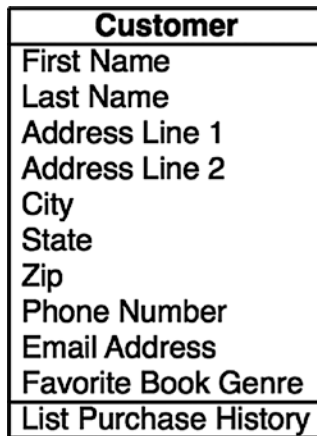 Customer
First Name
Last Name
Address Line 1
Address Line 2
City
State
Zip
Phone Number
Email Address
Favorite Book Genre
List Purchase History